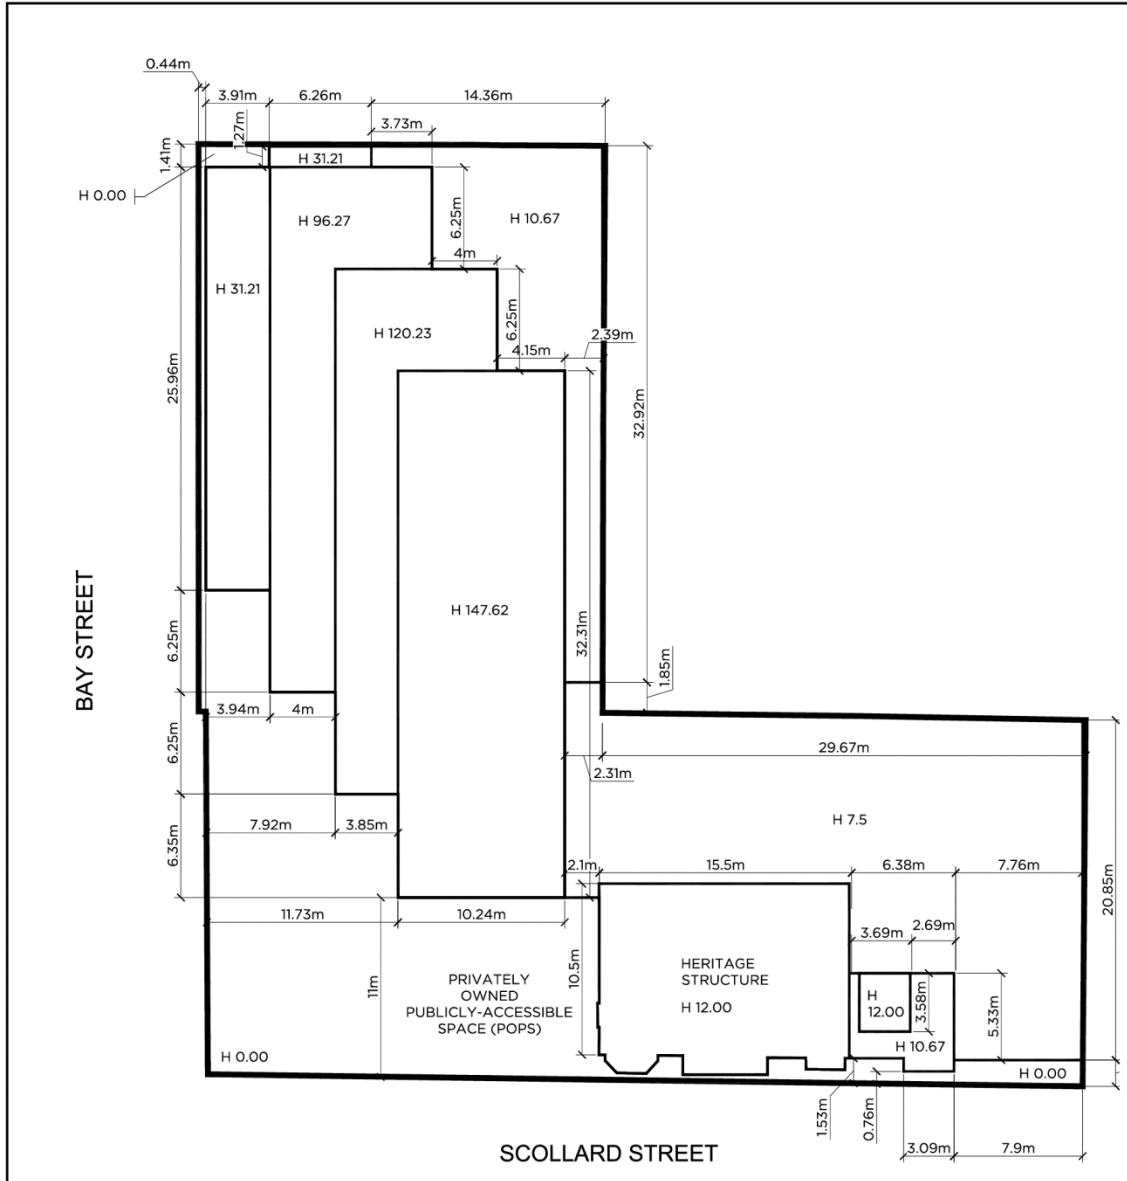 0.44m
3.91m
6.26m
14.36m
3.73m
1.27m
1.41m
H 31.21
H 0.00
H 96.27
H 10.67
6.25m
4m
H 31.21
H 120.23
6.25m
2.39m
4.15m
25.96m
32.92m
H 147.62
32.31m
BAY STREET
6.25m
1.85m
3.94m
4m
6.25m
29.67m
2.31m
7.92m
3.85m
H 7.5
6.35m
2.1m
15.5m
6.38m
7.76m
20.85m
11.73m
10.24m
3.69m
2.69m
11m
10.5m
PRIVATELY
OWNED
PUBLICLY-ACCESSIBLE
SPACE (POPS)
HERITAGE
STRUCTURE
H 12.00
H
12.00
3.58m
5.33m
H 10.67
H 0.00
H 0.00
1.53m
0.76m
3.09m
7.9m
SCOLLARD STREET